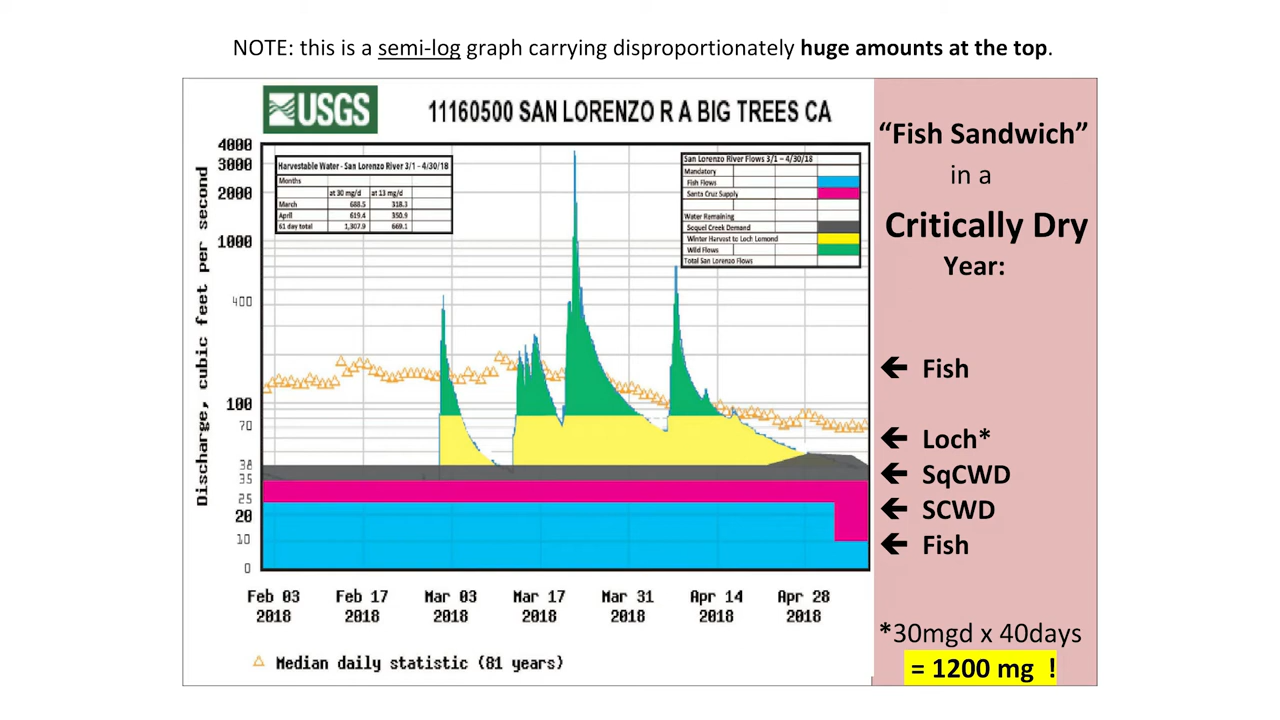 NOTE: this is a semi-log graph carrying disproportionately huge amounts at the top.
USGS
11160500 SAN LORENZO R A BIG TREES CA
Discharge, cubic feet per second
4000
3000
2000
1000
400
100
70
38
35
25
20
10
0
Harvestable Water - San Lorenzo River 3/1 - 4/30/18
Months
at 30 mg/d at 13 mg/d
March 688.5 318.3
April 619.4 350.9
61 day total 1,307.9 669.1
San Lorenzo River Flows 3/1 – 4/30/18
Mandatory
Fish Flows
Santa Cruz Supply
Water Remaining
Soquel Creek Demand
Winter Harvest to Loch Lomond
Wild Flows
Total San Lorenzo Flows
Feb 03 Feb 17 Mar 03 Mar 17 Mar 31 Apr 14 Apr 28
2018 2018 2018 2018 2018 2018 2018
Median daily statistic (81 years)
“Fish Sandwich”
in a
Critically Dry
Year:
← Fish
← Loch*
← SqCWD
← SCWD
← Fish
*30mgd x 40days
= 1200 mg !